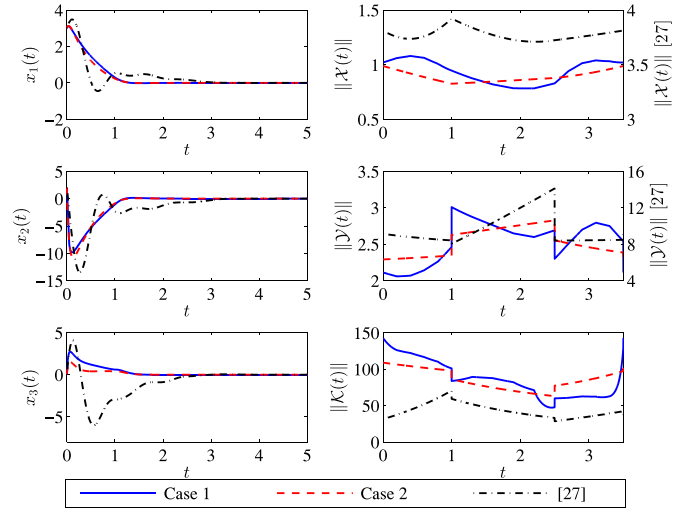 x₁(t)
4
2
0
−2
0 1 2 3 4 5
t
‖𝒳(t)‖
1.5
1
0.5
0 1 2 3
t
4
3.5
3
‖𝒳(t)‖ [27]
x₂(t)
5
0
−5
−10
−15
0 1 2 3 4 5
t
‖𝒴(t)‖
3.5
3
2.5
2
0 1 2 3
t
16
12
8
4
‖𝒴(t)‖ [27]
x₃(t)
5
0
−5
0 1 2 3 4 5
t
‖𝒦(t)‖
150
100
50
0
0 1 2 3
t
Case 1 Case 2 [27]